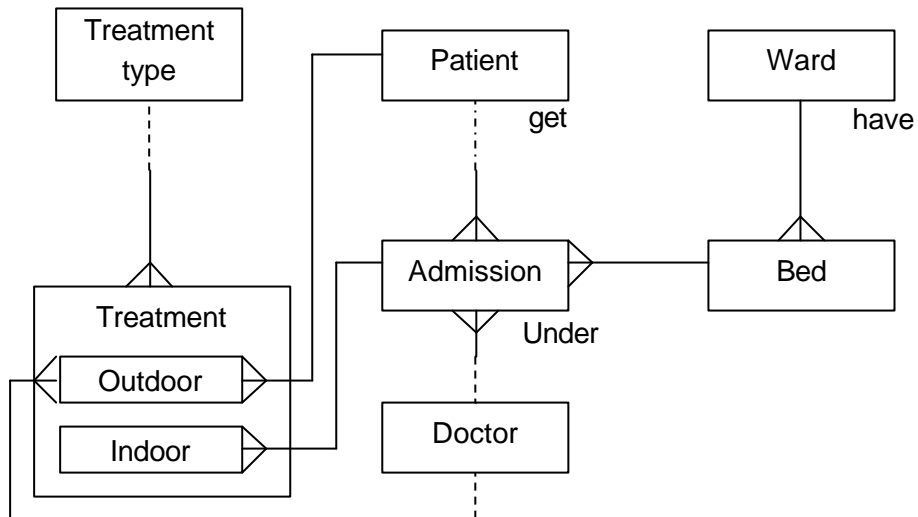 Treatment
type
Patient
Ward
get
have
Admission
Bed
Under
Treatment
Outdoor
Indoor
Doctor